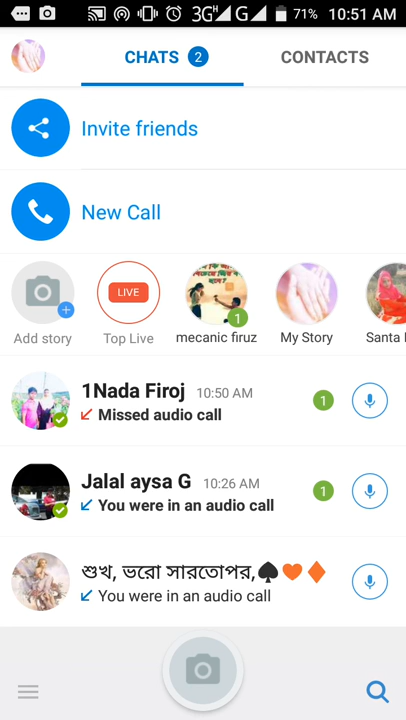 3G G 71% 10:51 AM
CHATS 2 CONTACTS
Invite friends
New Call
LIVE
1
Add story Top Live mecanic firuz My Story Santa
1Nada Firoj 10:50 AM
Missed audio call 1
Jalal aysa G 10:26 AM
You were in an audio call 1
শুখ, ভরো সারতোপর,♠🧡♦
You were in an audio call